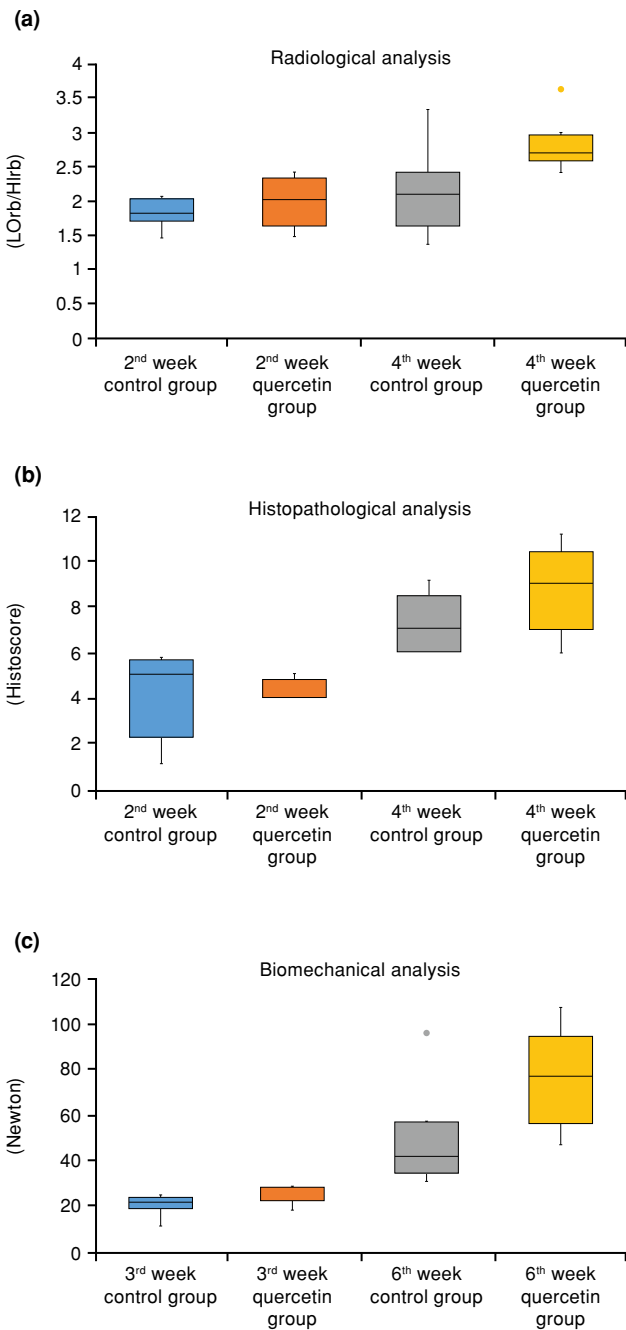 (a)
Radiological analysis
(LOrb/Hlrb)
4
3.5
3
2.5
2
1.5
1
0.5
0
2nd week control group
2nd week quercetin group
4th week control group
4th week quercetin group
(b)
Histopathological analysis
(Histoscore)
12
10
8
6
4
2
0
2nd week control group
2nd week quercetin group
4th week control group
4th week quercetin group
(c)
Biomechanical analysis
(Newton)
120
100
80
60
40
20
0
3rd week control group
3rd week quercetin group
6th week control group
6th week quercetin group